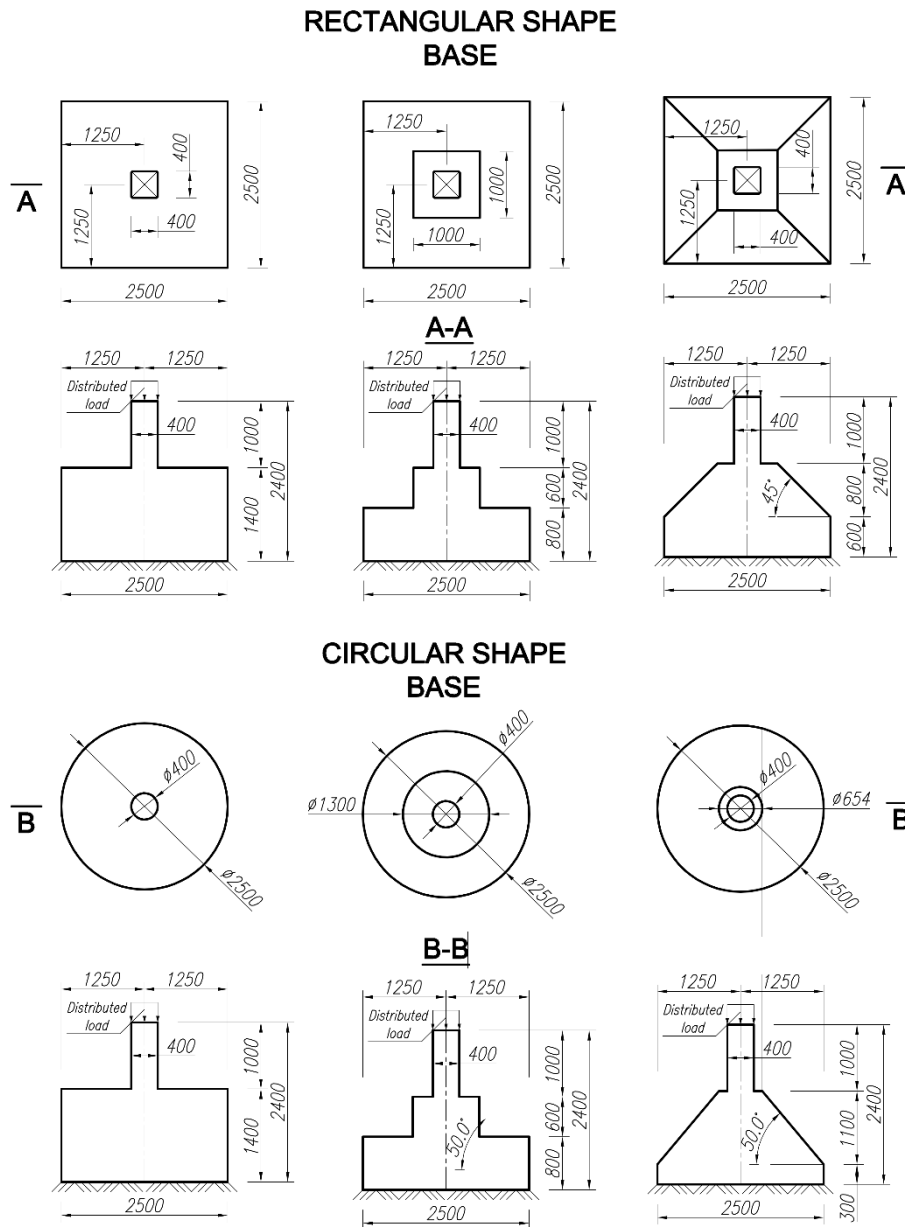 RECTANGULAR SHAPE
BASE
1250
400
1250
400
2500
2500
1250
1000
1250
1000
2500
2500
1250
400
1250
400
2500
2500
A
A
A-A
1250 1250
Distributed
load
400
1000
1400
2400
2500
1250 1250
Distributed
load
400
1000
600
800
2400
2500
1250 1250
Distributed
load
400
45°
1000
800
600
2400
2500
CIRCULAR SHAPE
BASE
ø400
ø2500
ø400
ø1300
ø2500
ø400
ø654
ø2500
B
B
B-B
1250 1250
Distributed
load
400
1000
1400
2400
2500
1250 1250
Distributed
load
400
50.0°
1000
600
800
2400
2500
1250 1250
Distributed
load
400
50.0°
1000
1100
300
2400
2500